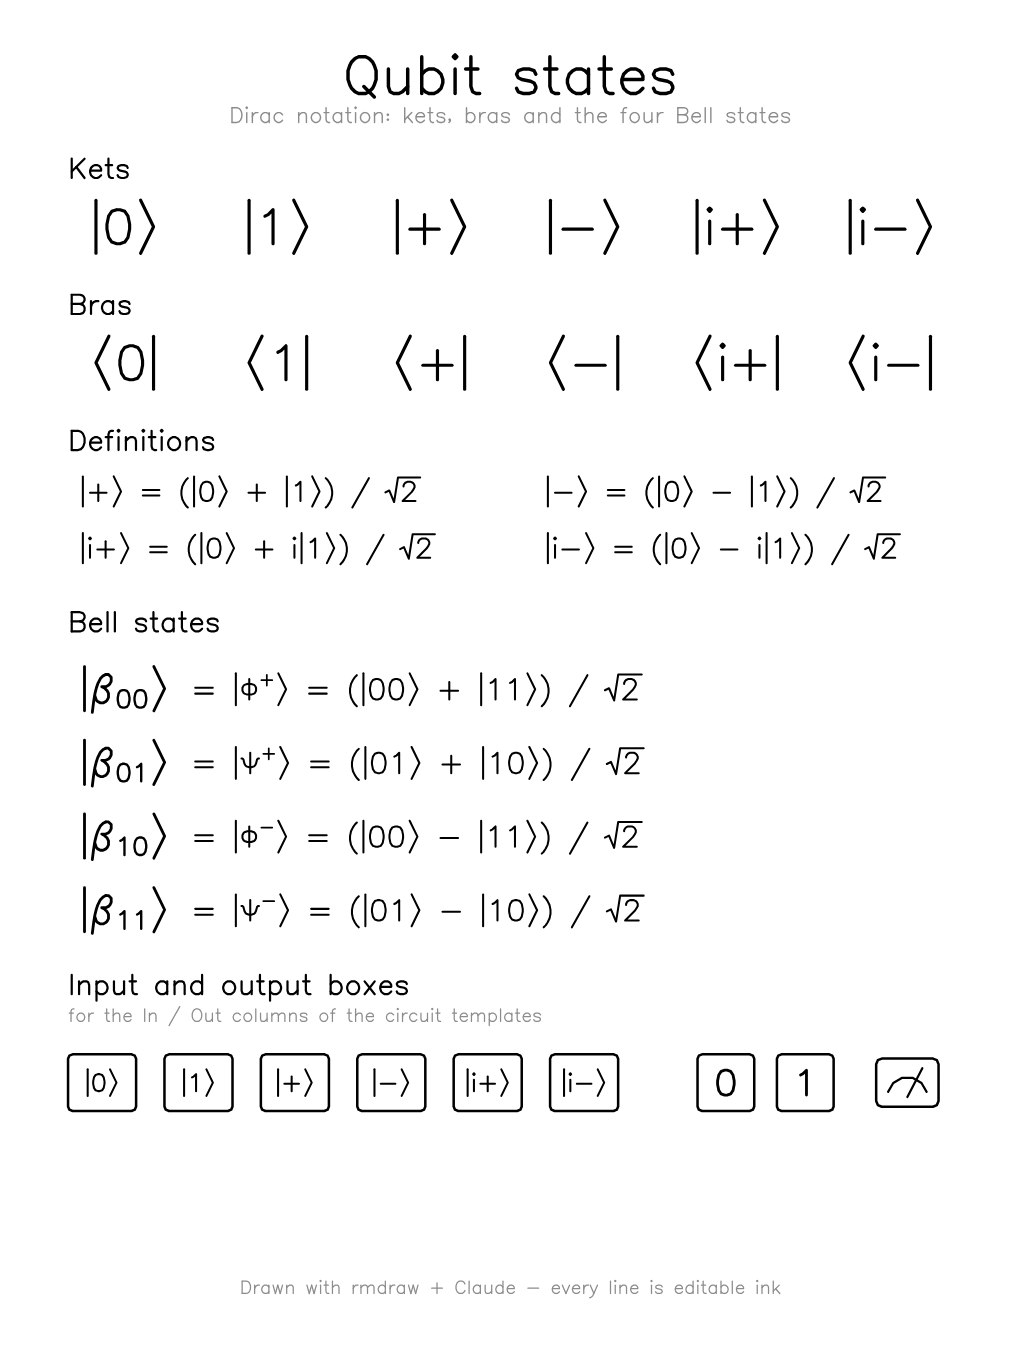 Qubit states
Dirac notation: kets, bras and the four Bell states
Kets
|0⟩ |1⟩ |+⟩ |−⟩ |i+⟩ |i−⟩
Bras
⟨0| ⟨1| ⟨+| ⟨−| ⟨i+| ⟨i−|
Definitions
|+⟩ = (|0⟩ + |1⟩) / √2 |−⟩ = (|0⟩ − |1⟩) / √2
|i+⟩ = (|0⟩ + i|1⟩) / √2 |i−⟩ = (|0⟩ − i|1⟩) / √2
Bell states
|β₀₀⟩ = |Φ⁺⟩ = (|00⟩ + |11⟩) / √2
|β₀₁⟩ = |Ψ⁺⟩ = (|01⟩ + |10⟩) / √2
|β₁₀⟩ = |Φ⁻⟩ = (|00⟩ − |11⟩) / √2
|β₁₁⟩ = |Ψ⁻⟩ = (|01⟩ − |10⟩) / √2
Input and output boxes
for the In / Out columns of the circuit templates
|0⟩ |1⟩ |+⟩ |−⟩ |i+⟩ |i−⟩ 0 1
Drawn with rmdraw + Claude — every line is editable ink